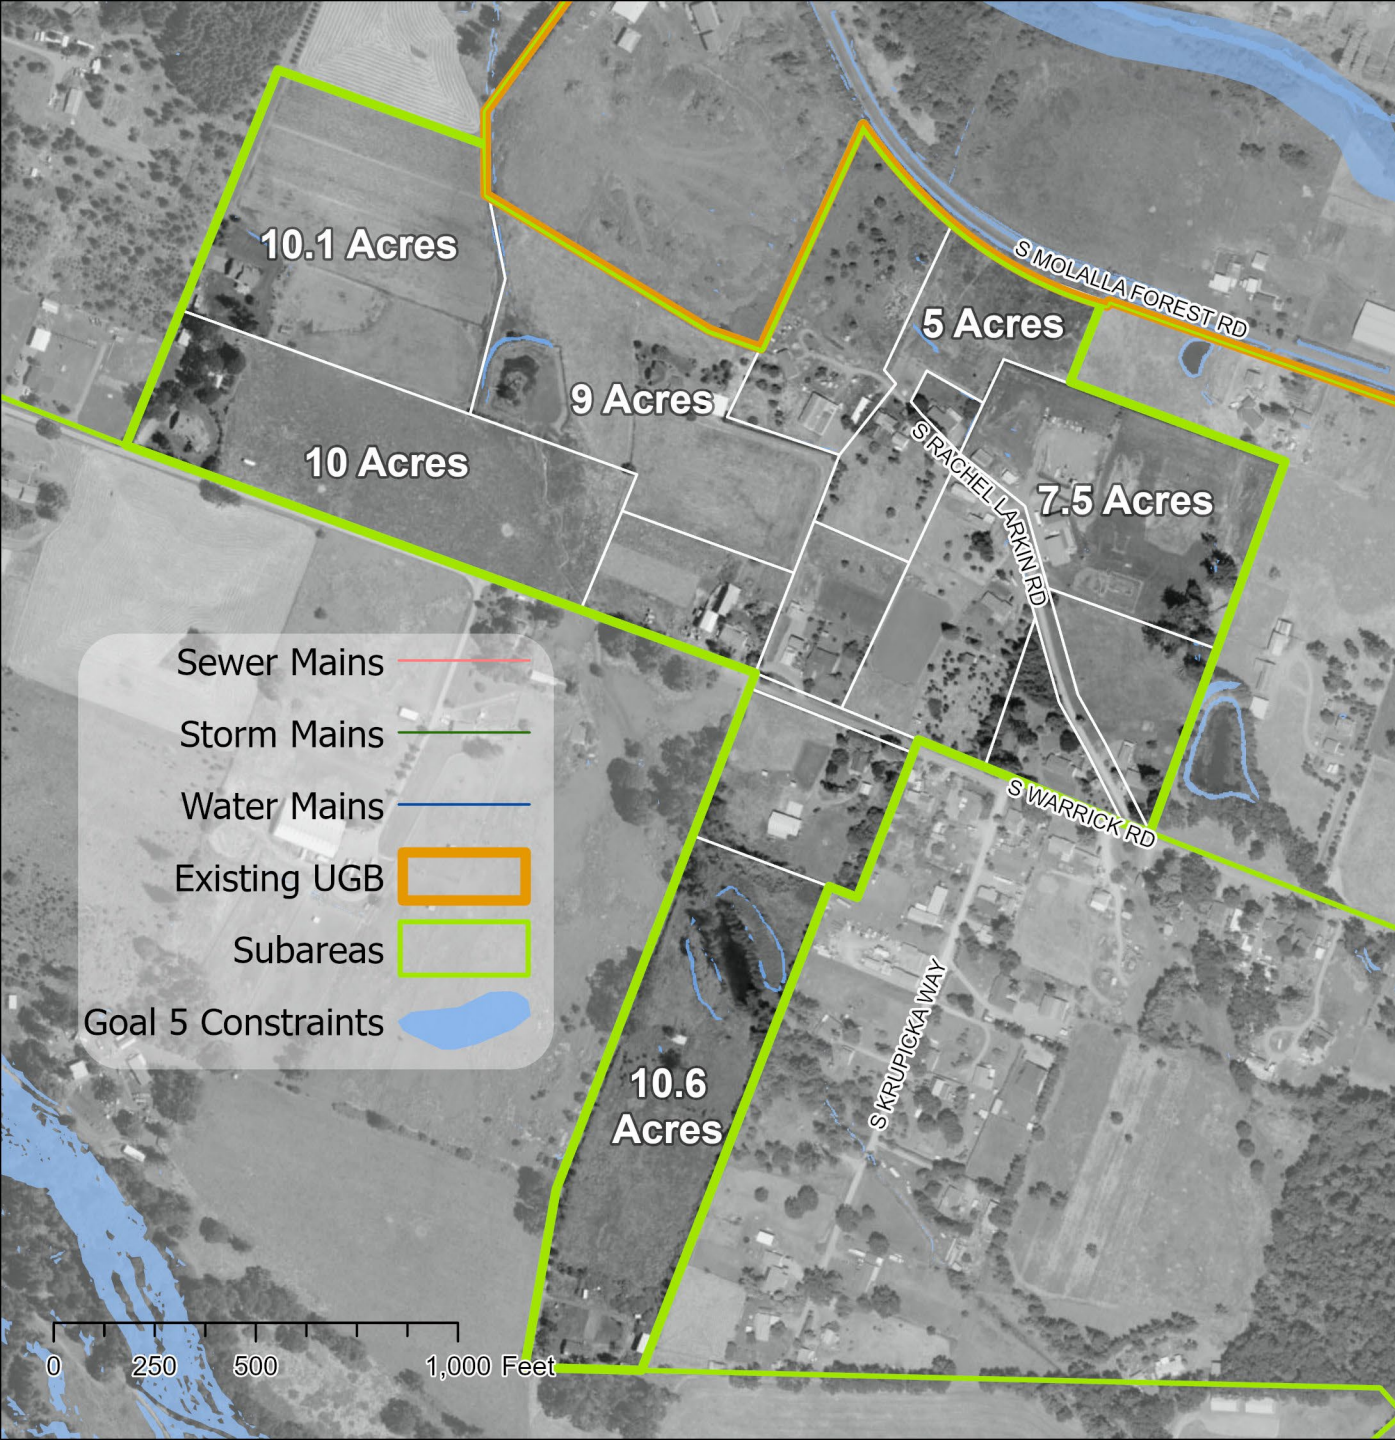 S MOLALLA FOREST RD
10.1 Acres
5 Acres
9 Acres
10 Acres
S RACHEL LARKIN RD
7.5 Acres
Sewer Mains
Storm Mains
Water Mains
Existing UGB
Subareas
Goal 5 Constraints
S WARRICK RD
S KRUPICKA WAY
10.6
Acres
0 250 500 1,000 Feet